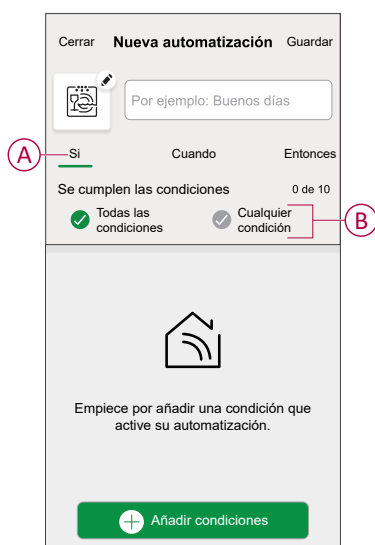 Cerrar Nueva automatización Guardar
Por ejemplo: Buenos días
A Si Cuando Entonces
Se cumplen las condiciones 0 de 10
Todas las condiciones Cualquier condición B
Empiece por añadir una condición que
active su automatización.
Añadir condiciones